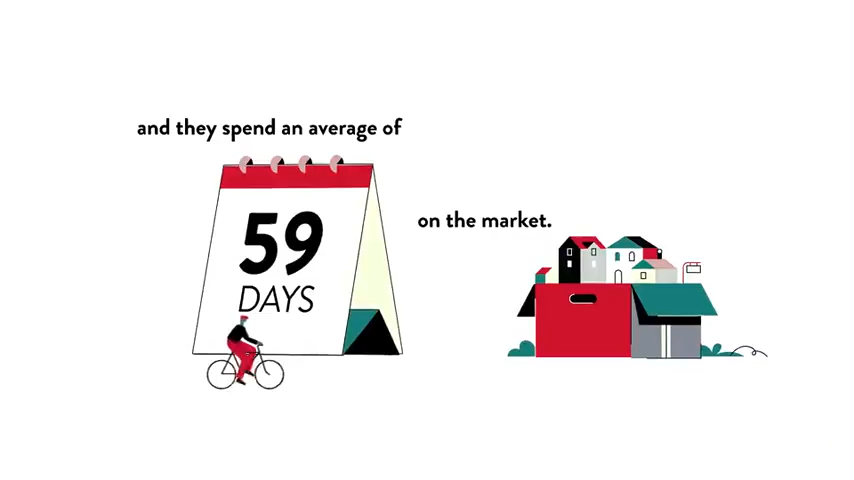 and they spend an average of
59
DAYS
on the market.